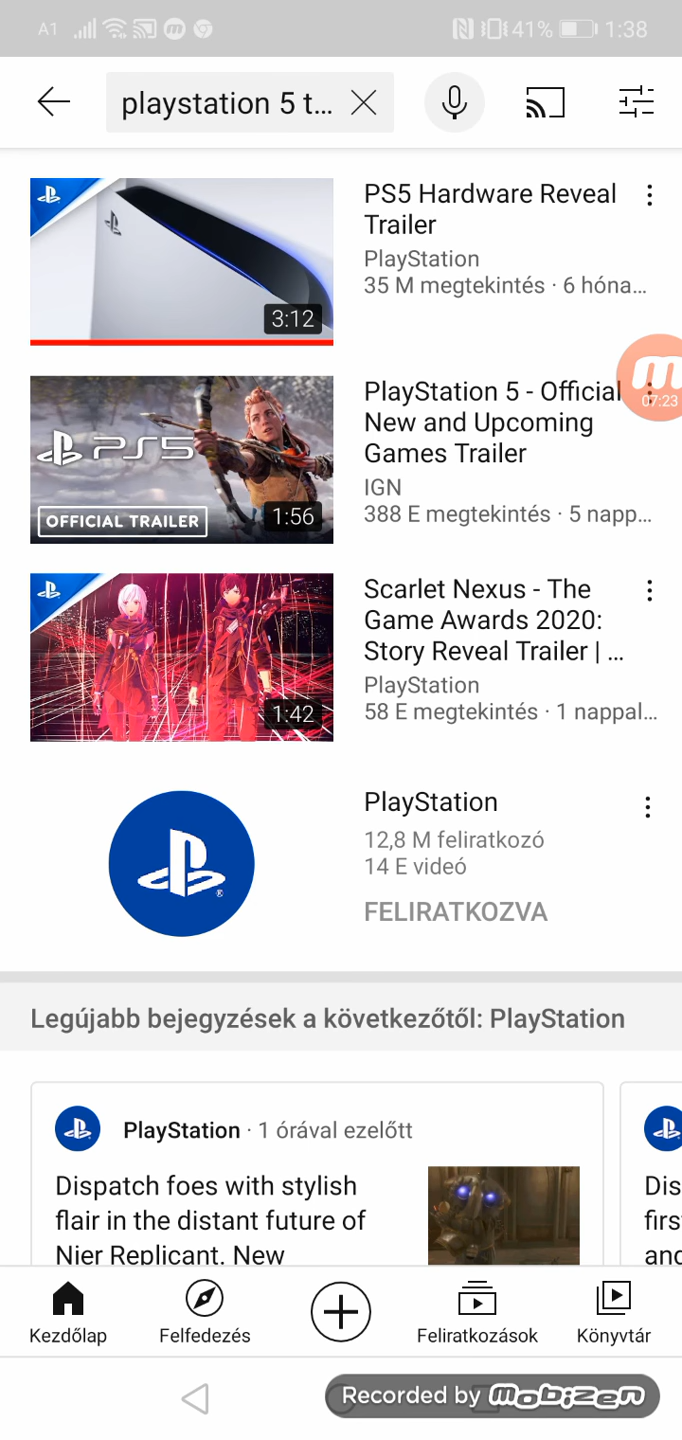 A1
41%
1:38
playstation 5 t...
3:12
PS5 Hardware Reveal
Trailer
PlayStation
35 M megtekintés · 6 hóna...
PS5
OFFICIAL TRAILER
1:56
PlayStation 5 - Official
New and Upcoming
Games Trailer
IGN
388 E megtekintés · 5 napp...
07:23
1:42
Scarlet Nexus - The
Game Awards 2020:
Story Reveal Trailer | ...
PlayStation
58 E megtekintés · 1 nappal...
PlayStation
12,8 M feliratkozó
14 E videó
FELIRATKOZVA
Legújabb bejegyzések a következőtől: PlayStation
PlayStation · 1 órával ezelőtt
Dispatch foes with stylish
flair in the distant future of
Nier Replicant. New
Dis
firs
and
Kezdőlap
Felfedezés
Feliratkozások
Könyvtár
Recorded by mobizen